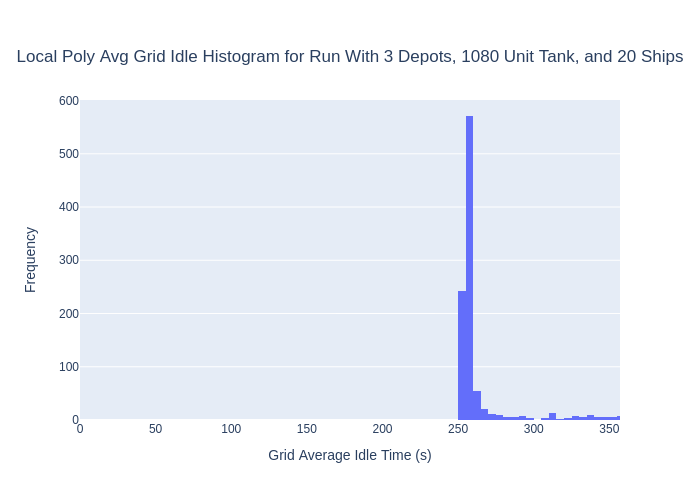 Local Poly Avg Grid Idle Histogram for Run With 3 Depots, 1080 Unit Tank, and 20 Ships
600
500
400
300
200
100
0
Frequency
0 50 100 150 200 250 300 350
Grid Average Idle Time (s)